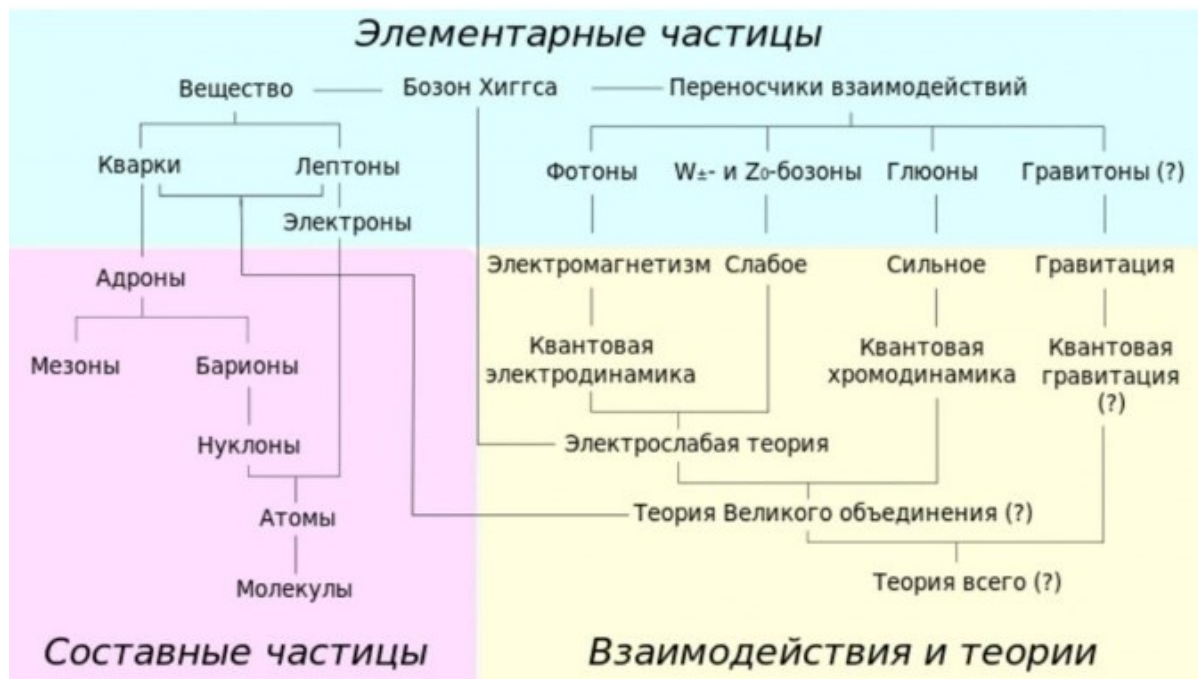 Элементарные частицы
Вещество Бозон Хиггса Переносчики взаимодействий
Кварки Лептоны Фотоны W±- и Z0-бозоны Глюоны Гравитоны (?)
Электроны
Адроны Электромагнетизм Слабое Сильное Гравитация
Мезоны Барионы
Квантовая
электродинамика
Квантовая
хромодинамика
Квантовая
гравитация
(?)
Нуклоны Электрослабая теория
Атомы Теория Великого объединения (?)
Молекулы Теория всего (?)
Составные частицы Взаимодействия и теории